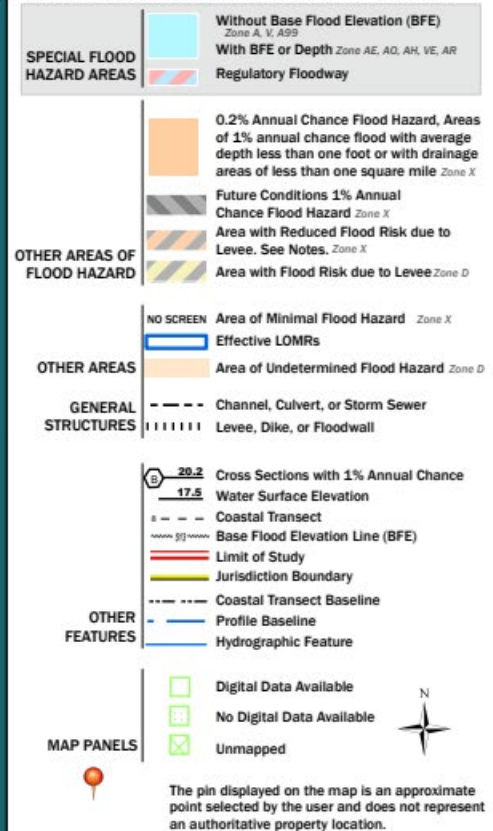 SPECIAL FLOOD
HAZARD AREAS
Without Base Flood Elevation (BFE)
Zone A, V, A99
With BFE or Depth Zone AE, AO, AH, VE, AR
Regulatory Floodway
OTHER AREAS OF
FLOOD HAZARD
0.2% Annual Chance Flood Hazard, Areas
of 1% annual chance flood with average
depth less than one foot or with drainage
areas of less than one square mile Zone X
Future Conditions 1% Annual
Chance Flood Hazard Zone X
Area with Reduced Flood Risk due to
Levee. See Notes. Zone X
Area with Flood Risk due to Levee Zone D
OTHER AREAS
NO SCREEN Area of Minimal Flood Hazard Zone X
Effective LOMRs
Area of Undetermined Flood Hazard Zone D
GENERAL
STRUCTURES
Channel, Culvert, or Storm Sewer
Levee, Dike, or Floodwall
OTHER
FEATURES
B 20.2 Cross Sections with 1% Annual Chance
17.5 Water Surface Elevation
8 Coastal Transect
513 Base Flood Elevation Line (BFE)
Limit of Study
Jurisdiction Boundary
Coastal Transect Baseline
Profile Baseline
Hydrographic Feature
MAP PANELS
Digital Data Available
No Digital Data Available
Unmapped
N
The pin displayed on the map is an approximate
point selected by the user and does not represent
an authoritative property location.